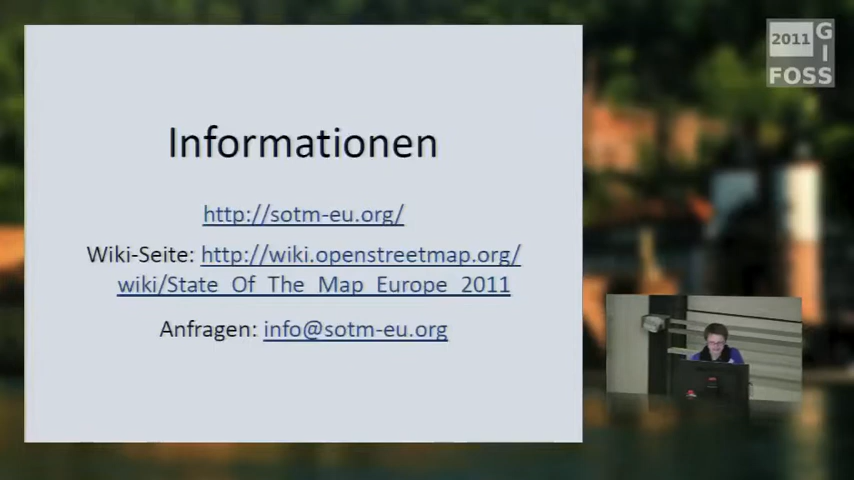 2011
G
I
FOSS
Informationen
http://sotm-eu.org/
Wiki-Seite: http://wiki.openstreetmap.org/
wiki/State_Of_The_Map_Europe_2011
Anfragen: info@sotm-eu.org